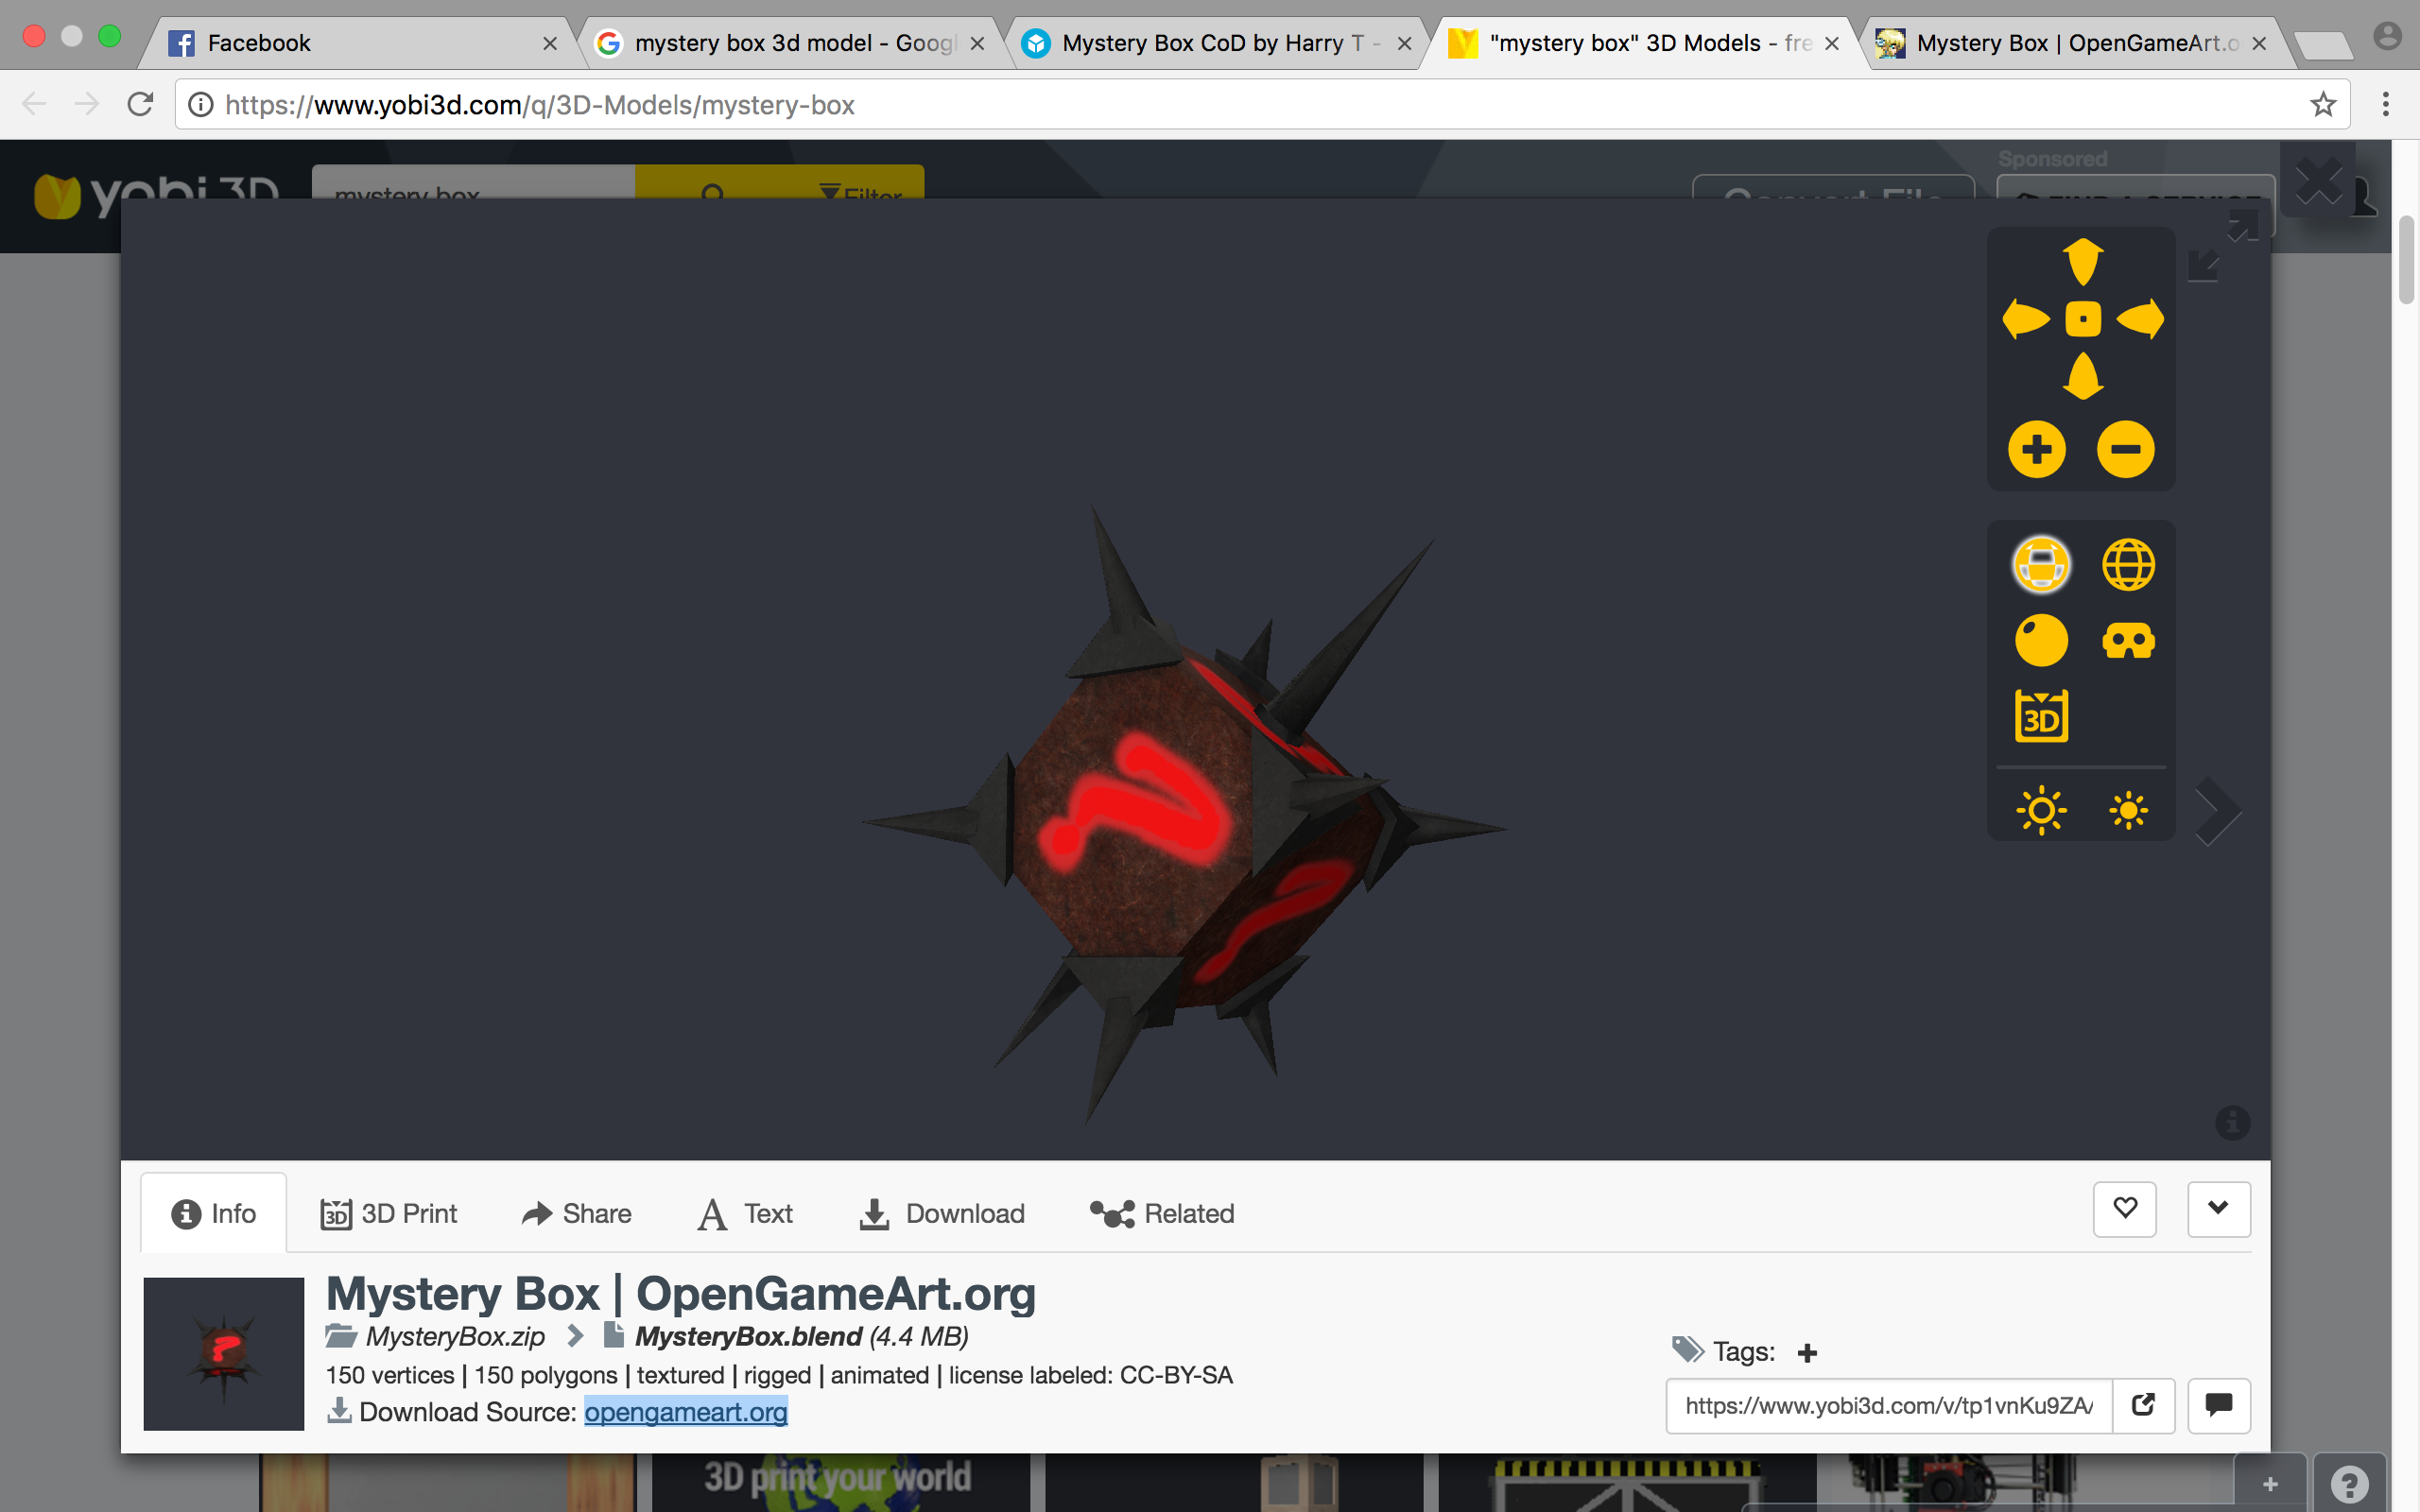 Facebook
mystery box 3d model - Googl
Mystery Box CoD by Harry T -
"mystery box" 3D Models - fre
Mystery Box | OpenGameArt.o
https://www.yobi3d.com/q/3D-Models/mystery-box
Sponsored
yobi 3D
mystery box
Filter
Convert File
FIND A SERVICE
3D
Info
3D Print
Share
Text
Download
Related
Mystery Box | OpenGameArt.org
MysteryBox.zip > MysteryBox.blend (4.4 MB)
150 vertices | 150 polygons | textured | rigged | animated | license labeled: CC-BY-SA
Download Source: opengameart.org
Tags: +
https://www.yobi3d.com/v/tp1vnKu9ZA/
3D print your world